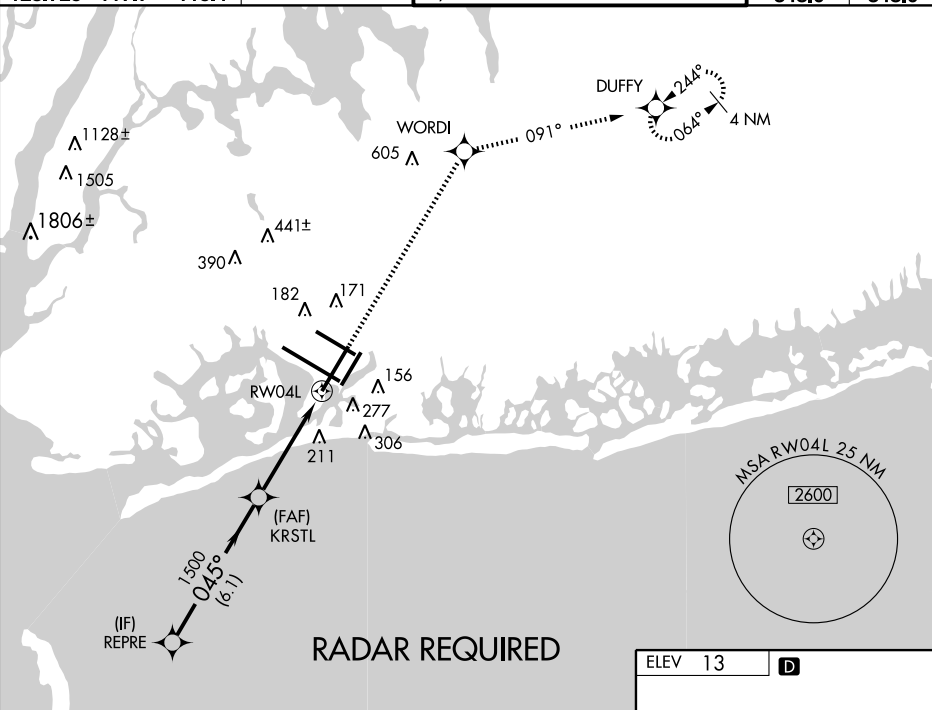 DUFFY
244°
064°
4 NM
WORDI
091°
605
1128±
1505
1806±
441±
390
182
171
RW04L
156
277
306
211
(FAF)
KRSTL
1500
045°
(6.1)
(IF)
REPRE
RADAR REQUIRED
MSA RW04L 25 NM
2600
ELEV 13
D